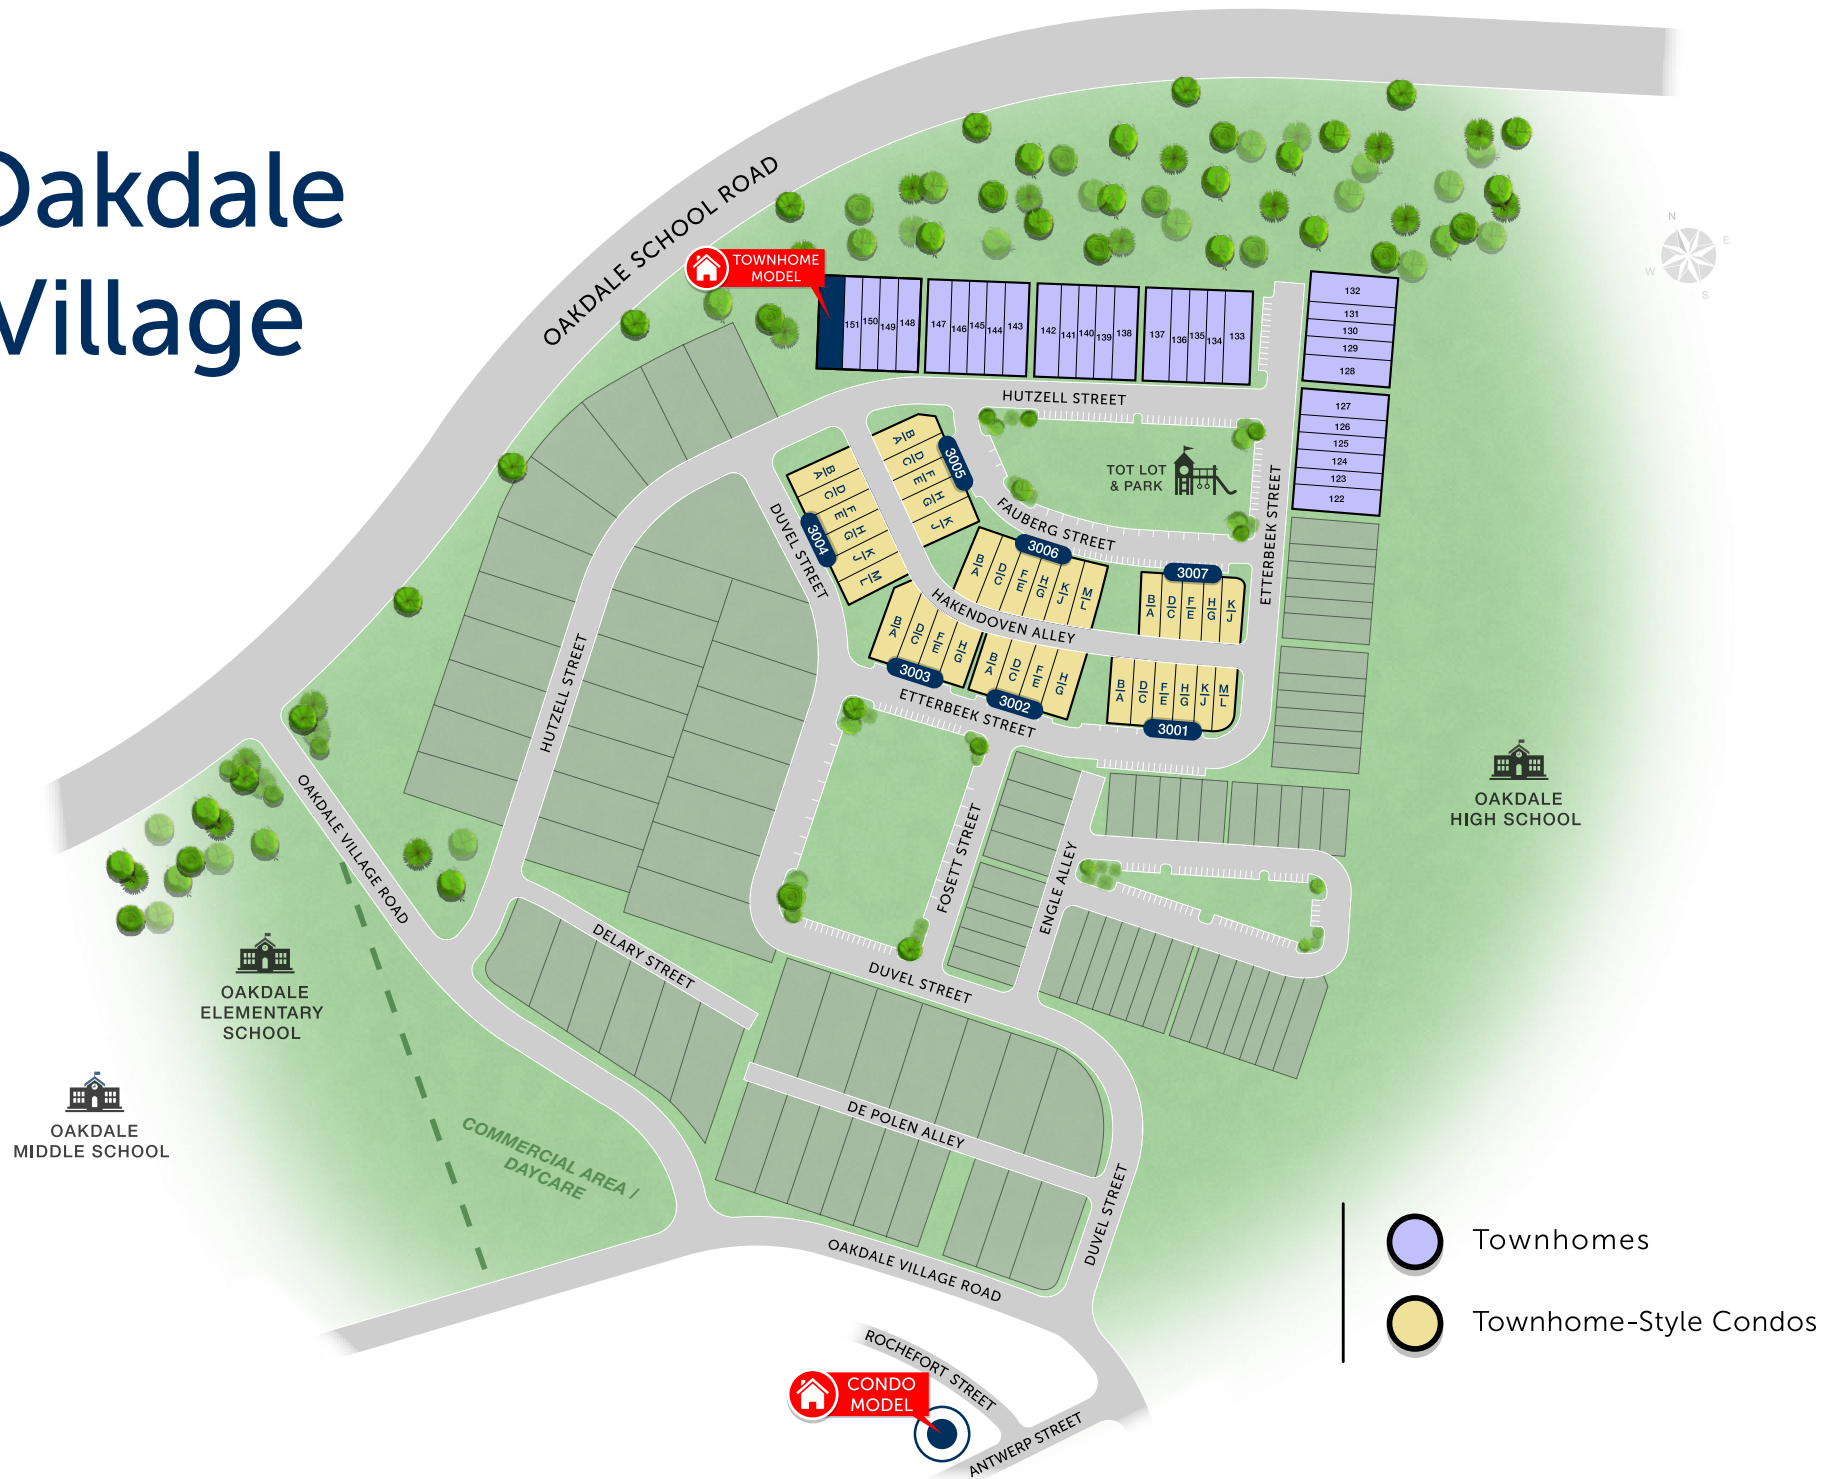 Oakdale
Village
OAKDALE SCHOOL ROAD
N
E
W
S
TOWNHOME
MODEL
151 150 149 148
147 146 145 144 143
142 141 140 139 138
137 136 135 134 133
132
131
130
129
128
127
126
125
124
123
122
HUTZELL STREET
TOT LOT
& PARK
ETTERBEEK STREET
FAUBERG STREET
3005
B A
D C
F E
H G
K J
3004
B A
D C
F E
H G
K J
M L
DUVEL STREET
3006
B A
D C
F E
H G
K J
M L
3007
B A
D C
F E
H G
K J
HAKENDOVEN ALLEY
3003
B A
D C
F E
H G
3002
B A
D C
F E
H G
3001
B A
D C
F E
H G
K J
M L
ETTERBEEK STREET
HUTZELL STREET
OAKDALE VILLAGE ROAD
FOSETT STREET
ENGLE ALLEY
OAKDALE
HIGH SCHOOL
DELARY STREET
DUVEL STREET
OAKDALE
ELEMENTARY
SCHOOL
OAKDALE
MIDDLE SCHOOL
COMMERCIAL AREA /
DAYCARE
DE POLEN ALLEY
DUVEL STREET
OAKDALE VILLAGE ROAD
Townhomes
Townhome-Style Condos
ROCHEFORT STREET
CONDO
MODEL
ANTWERP STREET